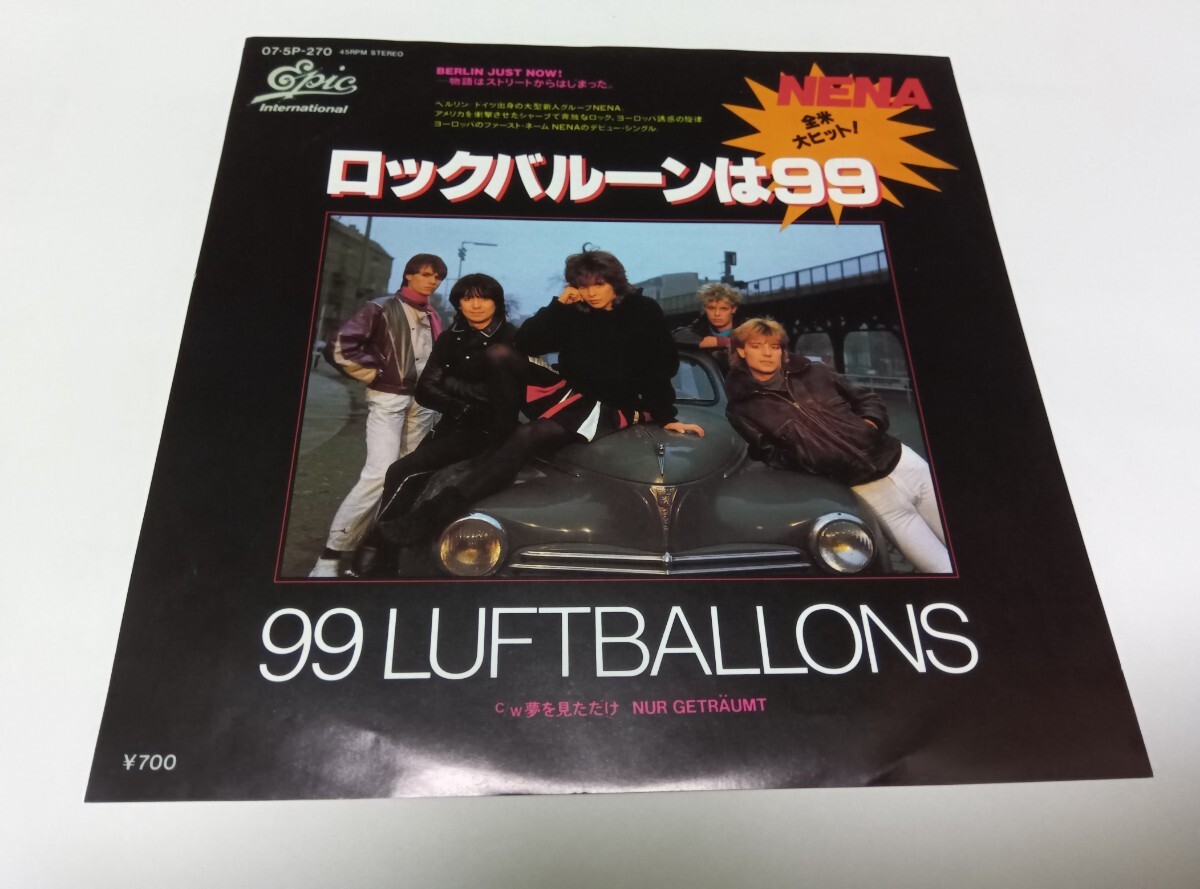 07・5P-270 45RPM STEREO
Epic
International
BERLIN JUST NOW!
―物語はストリートからはじまった。
ベルリン・ドイツ出身の大型新人グループNENA。
アメリカを衝撃させたシャープで奔放なロック、ヨーロッパ誘惑の旋律
ヨーロッパのファースト・ネーム NENAのデビュー・シングル。
NENA
全米
大ヒット!
ロックバルーンは99
99 LUFTBALLONS
c/w 夢を見ただけ NUR GETRÄUMT
¥700